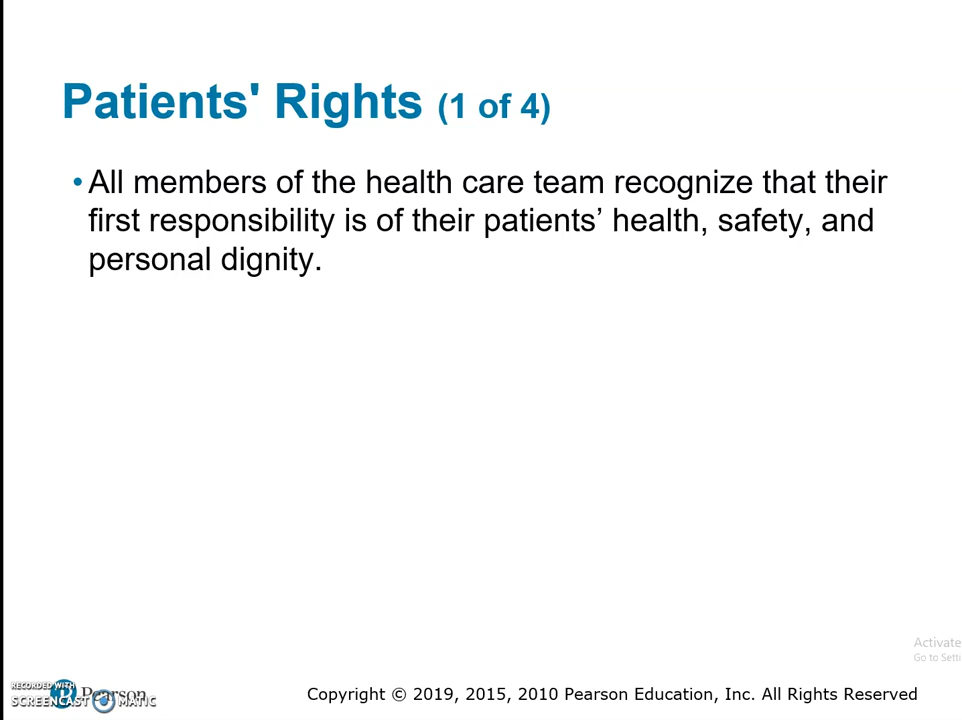 Patients' Rights (1 of 4)
• All members of the health care team recognize that their
first responsibility is of their patients’ health, safety, and
personal dignity.
Activate
Go to Setti
RECORDED WITH
SCREENCAST MATIC
Pearson
Copyright © 2019, 2015, 2010 Pearson Education, Inc. All Rights Reserved